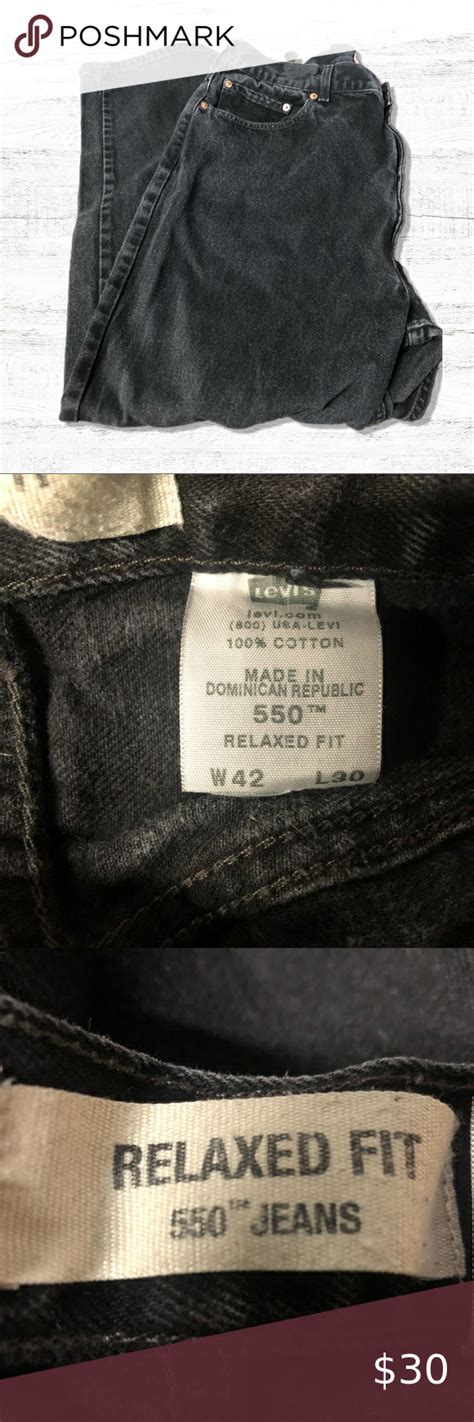 POSHMARK
Levi's
levi.com
(800) USA-LEVI
100% COTTON
MADE IN
DOMINICAN REPUBLIC
550™
RELAXED FIT
W 42 L30
RELAXED FIT
550™ JEANS
$30